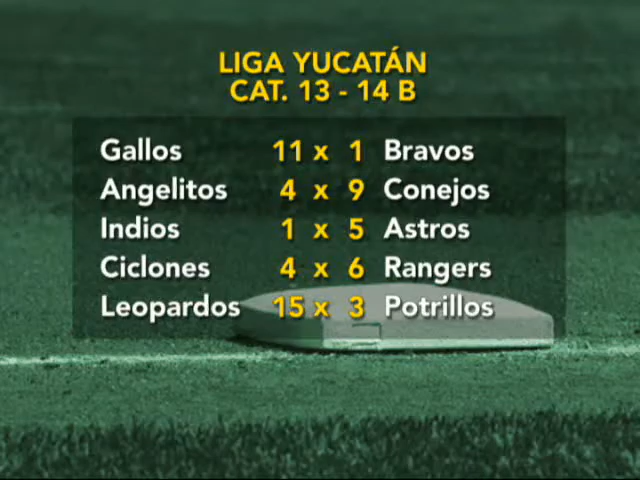 LIGA YUCATÁN
CAT. 13 - 14 B
Gallos 11 x 1 Bravos
Angelitos 4 x 9 Conejos
Indios 1 x 5 Astros
Ciclones 4 x 6 Rangers
Leopardos 15 x 3 Potrillos